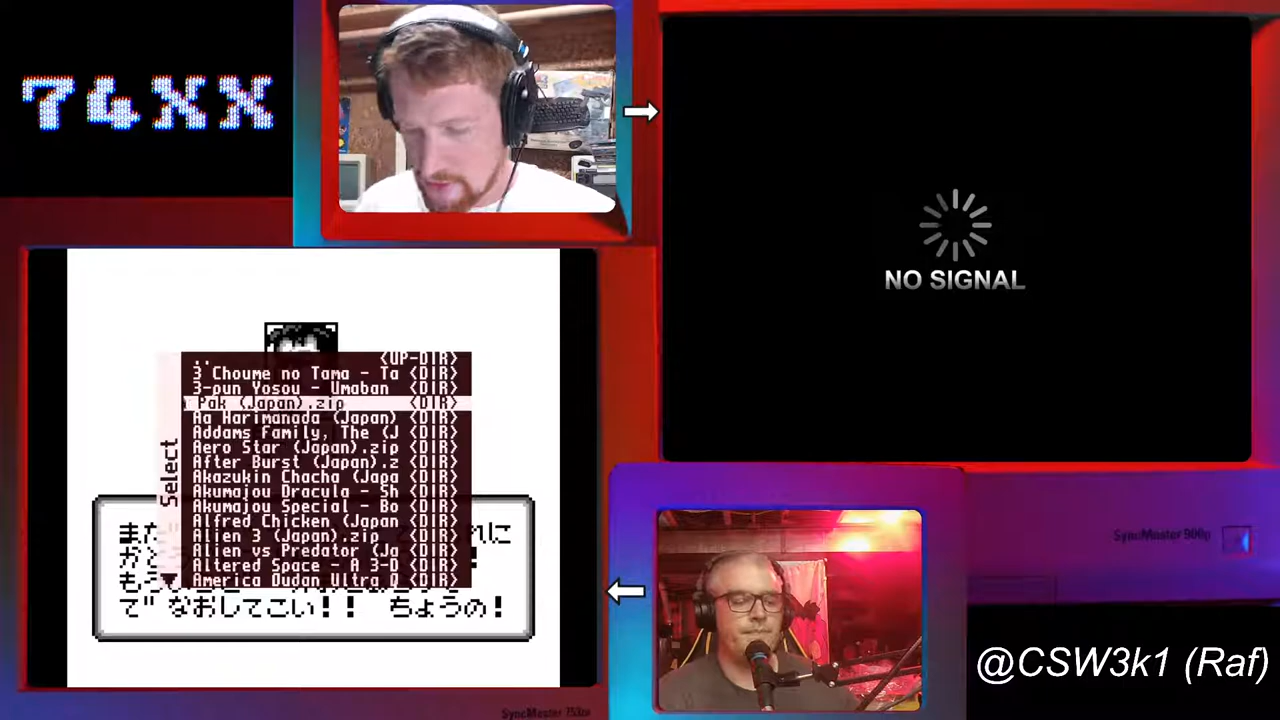 74XX
NO SIGNAL
Select
.. <UP-DIR>
3 Choume no Tama - Ta <DIR>
3-pun Yosou - Umaban <DIR>
Pak (Japan).zip <DIR>
Aa Harimanada (Japan) <DIR>
Addams Family, The (J <DIR>
Aero Star (Japan).zip <DIR>
After Burst (Japan).z <DIR>
Akazukin Chacha (Japa <DIR>
Akumajou Dracula - Sh <DIR>
Akumajou Special - Bo <DIR>
Alfred Chicken (Japan <DIR>
Alien 3 (Japan).zip <DIR>
Alien vs Predator (Ja <DIR>
Altered Space - A 3-D <DIR>
America Oudan Ultra Q <DIR>
また
れに
なおしてこい!! ちょうの!
SyncMaster 753DF
SyncMaster 900p
@CSW3k1 (Raf)